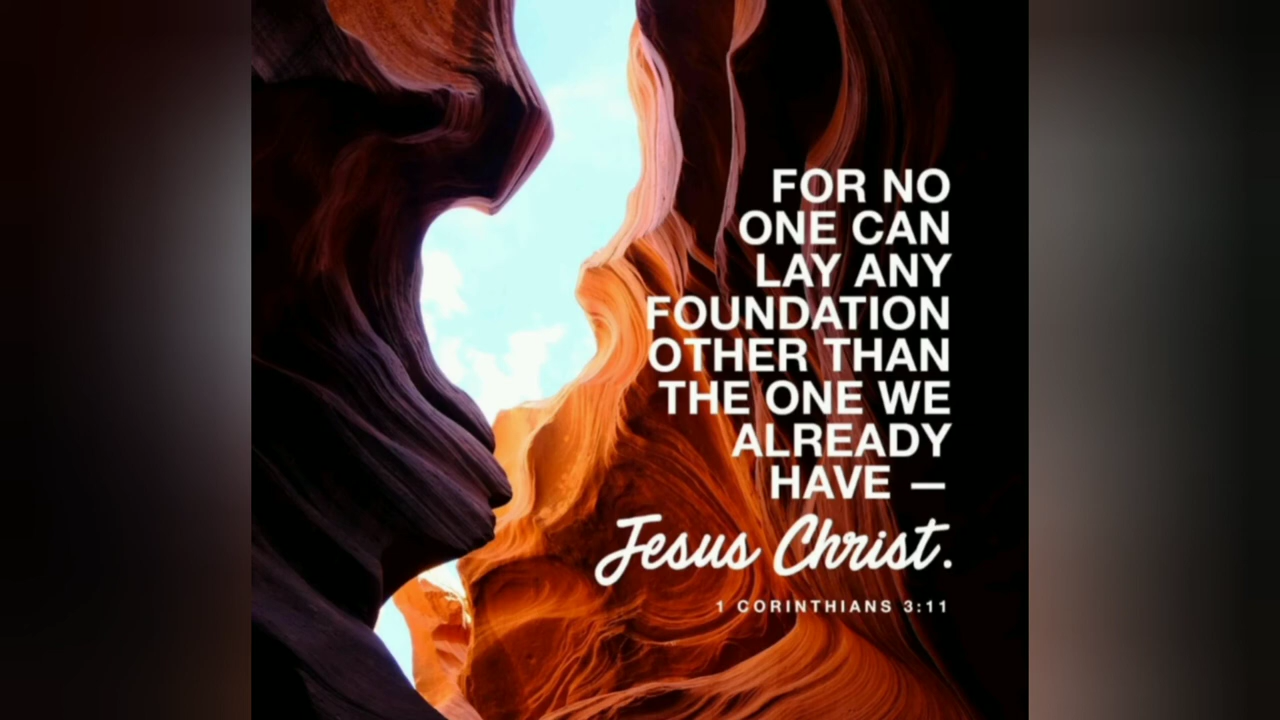 FOR NO
ONE CAN
LAY ANY
FOUNDATION
OTHER THAN
THE ONE WE
ALREADY
HAVE —
Jesus Christ.
1 CORINTHIANS 3:11